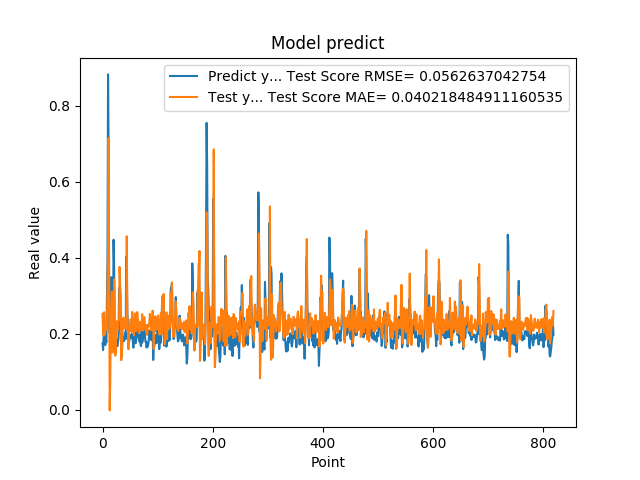 Model predict
Predict y... Test Score RMSE= 0.0562637042754
Test y... Test Score MAE= 0.040218484911160535
0.8
0.6
0.4
0.2
0.0
Real value
0 200 400 600 800
Point